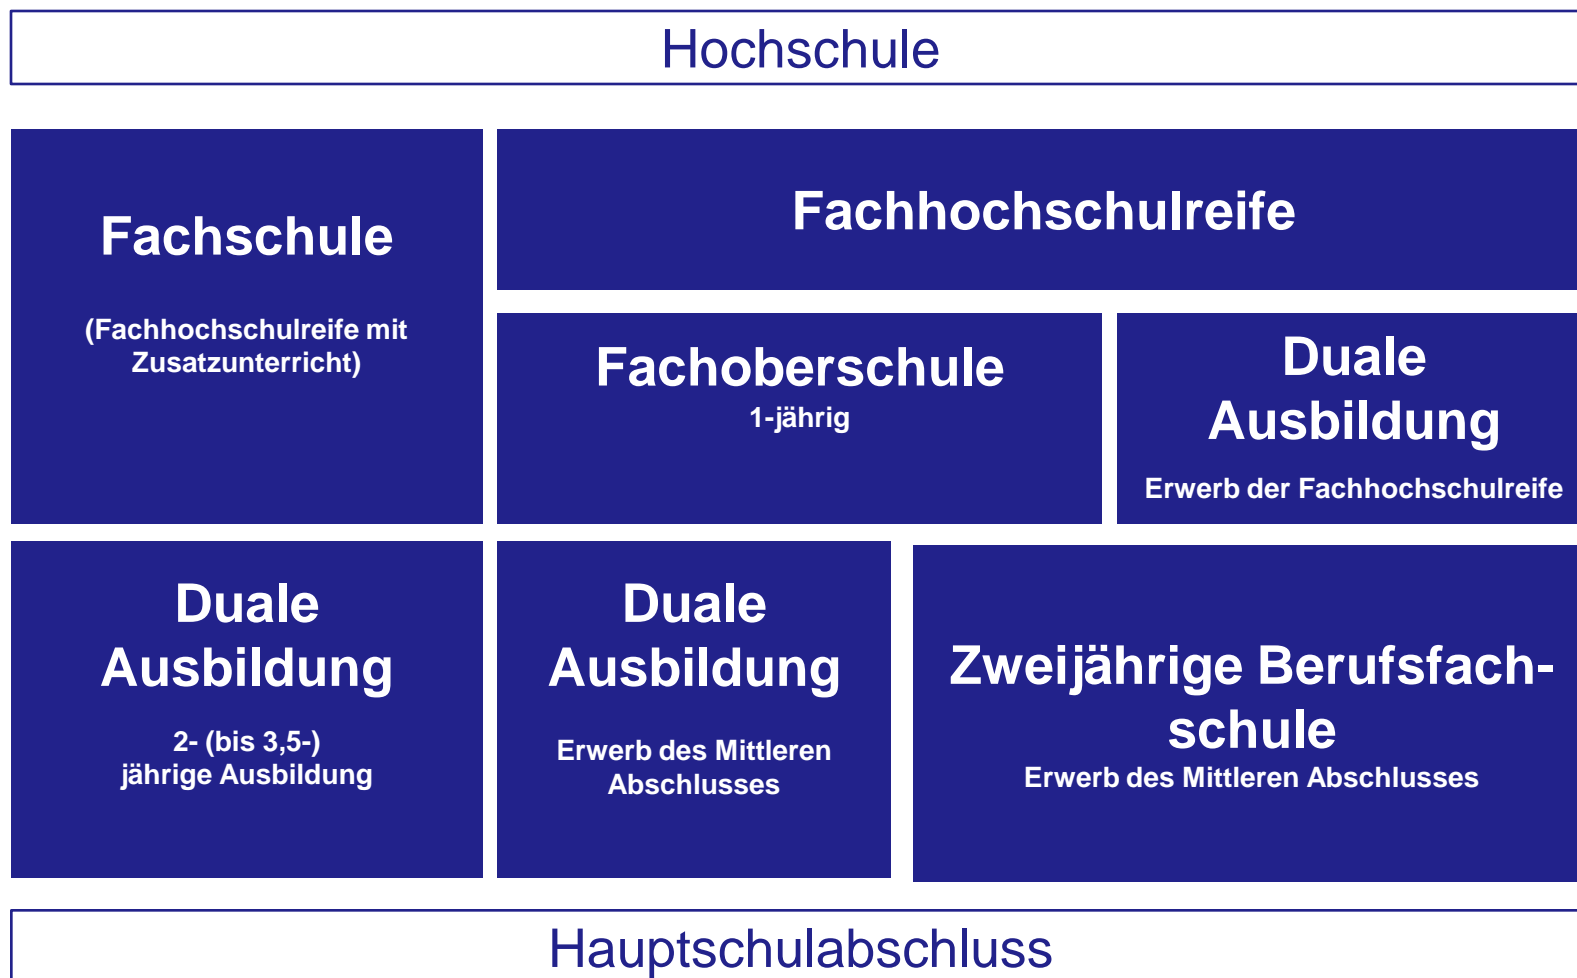 Hochschule
Fachschule
(Fachhochschulreife mit
Zusatzunterricht)
Fachhochschulreife
Fachoberschule
1-jährig
Duale
Ausbildung
Erwerb der Fachhochschulreife
Duale
Ausbildung
2- (bis 3,5-)
jährige Ausbildung
Duale
Ausbildung
Erwerb des Mittleren
Abschlusses
Zweijährige Berufsfach-
schule
Erwerb des Mittleren Abschlusses
Hauptschulabschluss